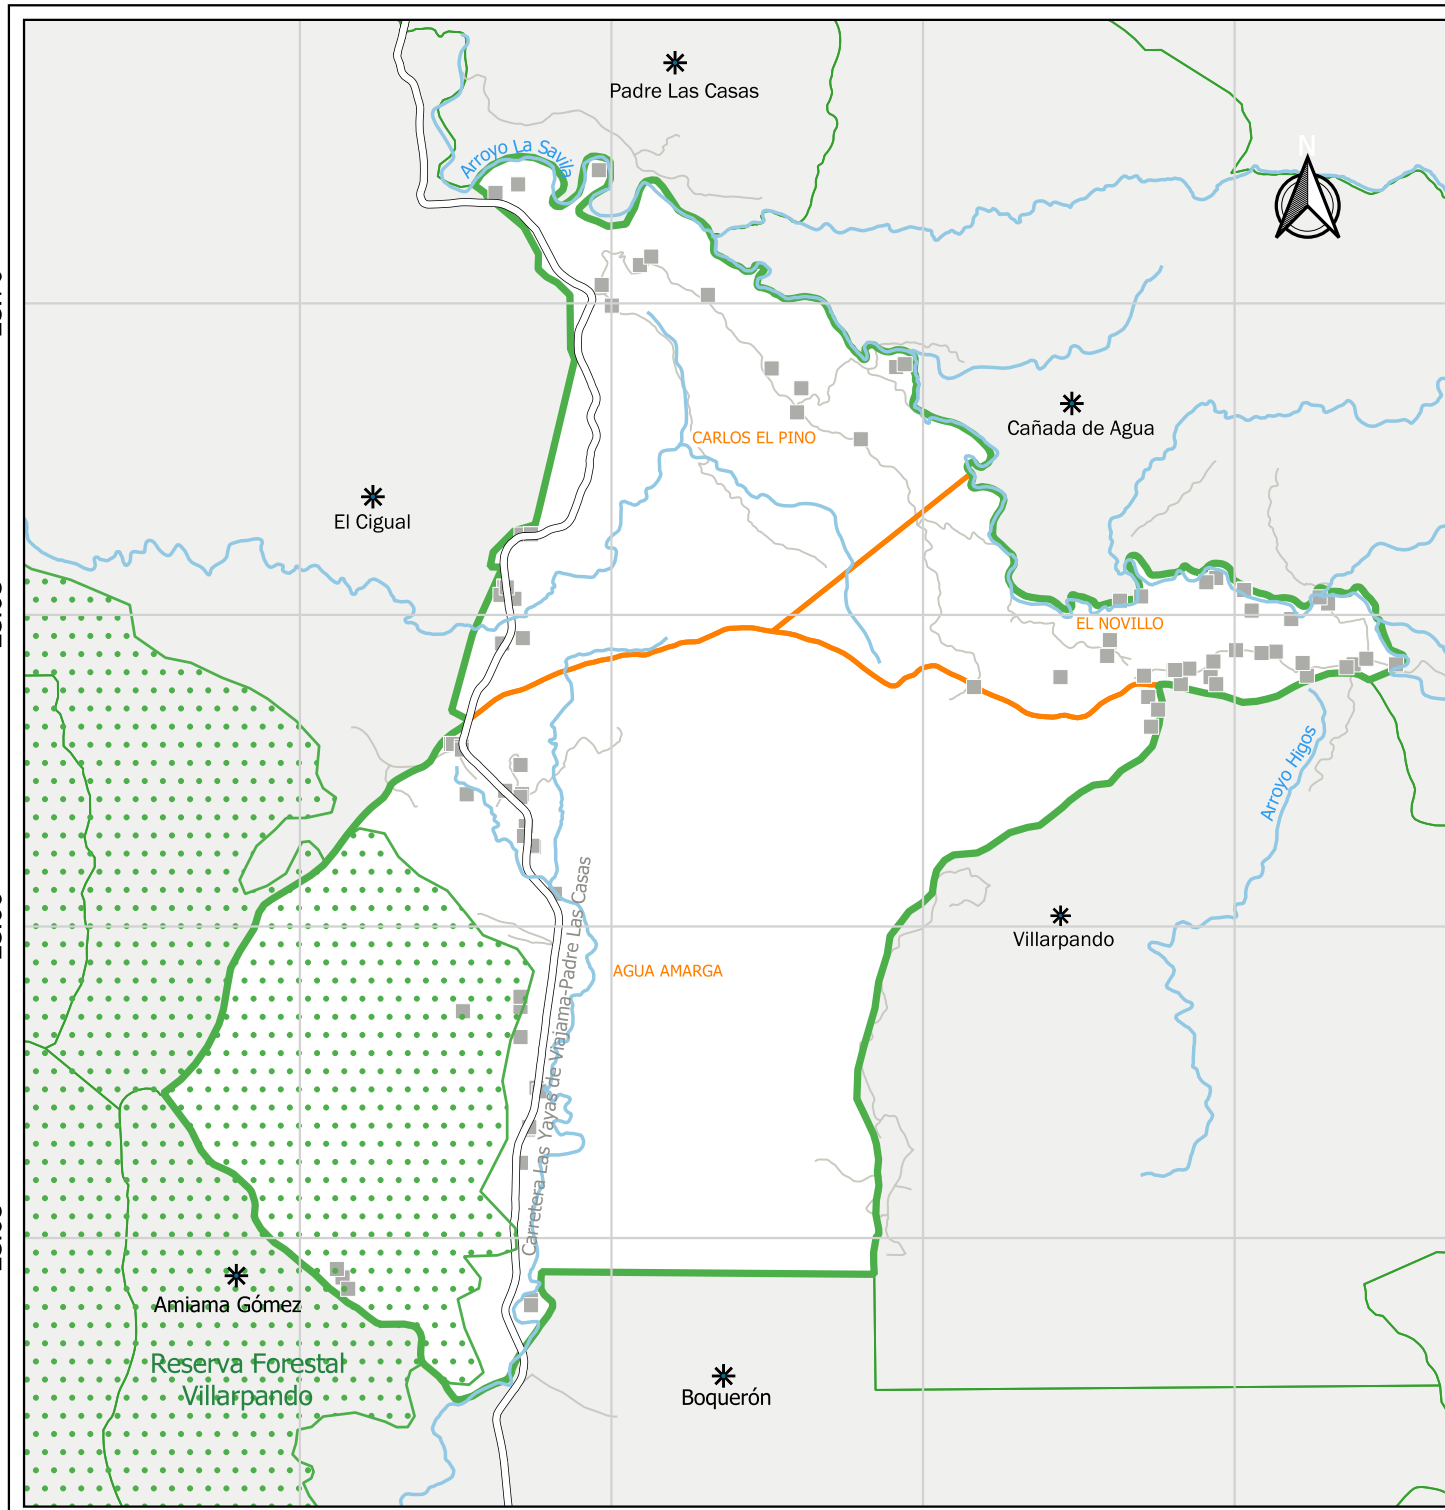 N
Padre Las Casas
Arroyo La Savila
Cañada de Agua
CARLOS EL PINO
El Cigual
EL NOVILLO
Arroyo Higos
Villarpando
AGUA AMARGA
Carretera Las Yayas de Viajama-Padre Las Casas
Amiama Gómez
Reserva Forestal
Villarpando
Boquerón